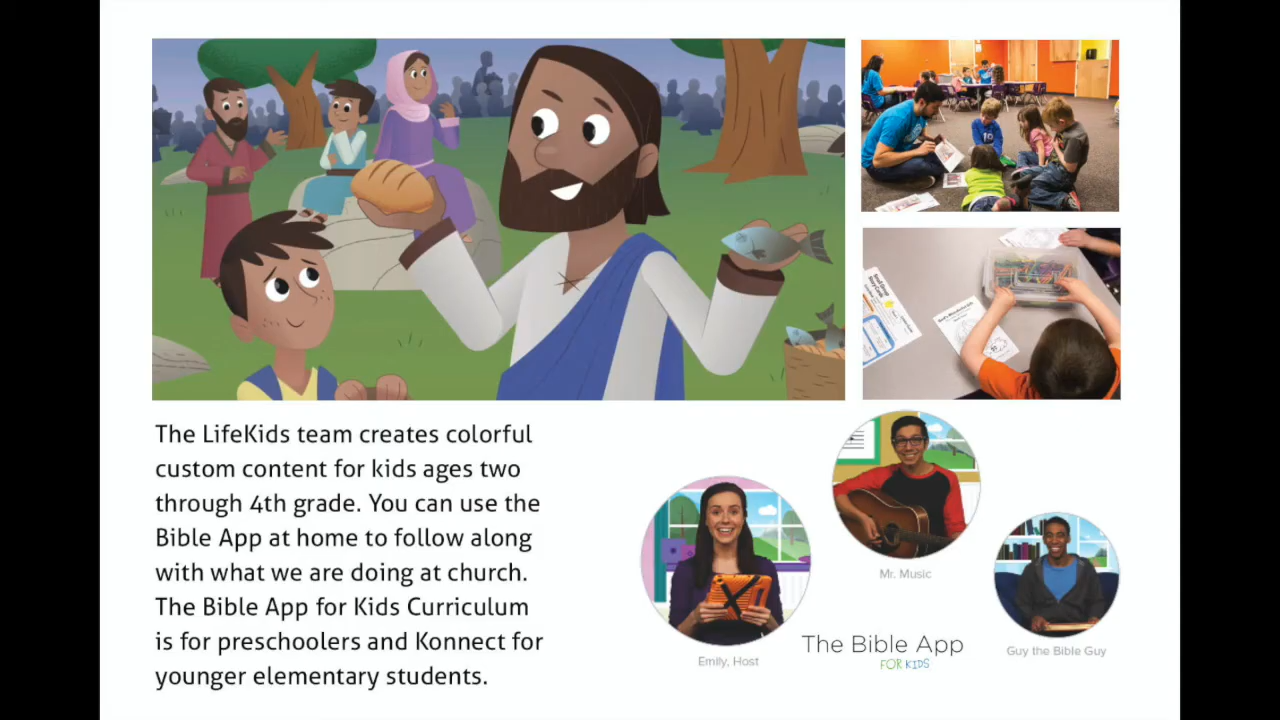 The LifeKids team creates colorful
custom content for kids ages two
through 4th grade. You can use the
Bible App at home to follow along
with what we are doing at church.
The Bible App for Kids Curriculum
is for preschoolers and Konnect for
younger elementary students.
Mr. Music
Emily, Host
The Bible App
FOR KIDS
Guy the Bible Guy